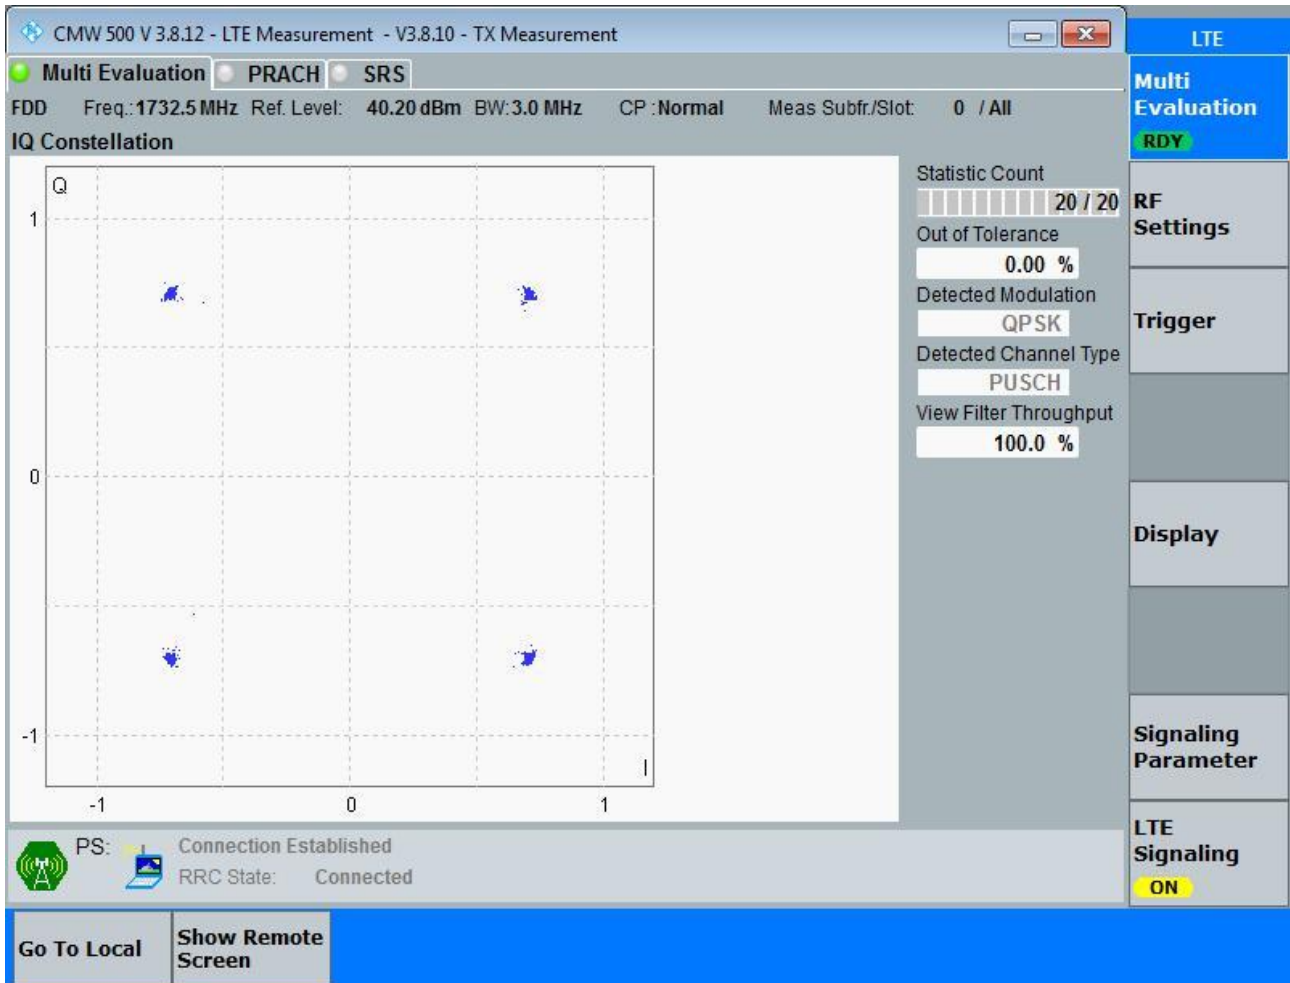 CMW 500 V 3.8.12 - LTE Measurement - V3.8.10 - TX Measurement
LTE
Multi Evaluation PRACH SRS
FDD Freq.: 1732.5 MHz Ref. Level: 40.20 dBm BW: 3.0 MHz CP : Normal Meas Subfr./Slot: 0 / All
IQ Constellation
Q
1
0
-1
-1 0 1
I
Statistic Count
20 / 20
Out of Tolerance
0.00 %
Detected Modulation
QPSK
Detected Channel Type
PUSCH
View Filter Throughput
100.0 %
Multi
Evaluation
RDY
RF
Settings
Trigger
Display
Signaling
Parameter
LTE
Signaling
ON
PS: Connection Established
RRC State: Connected
Go To Local
Show Remote
Screen